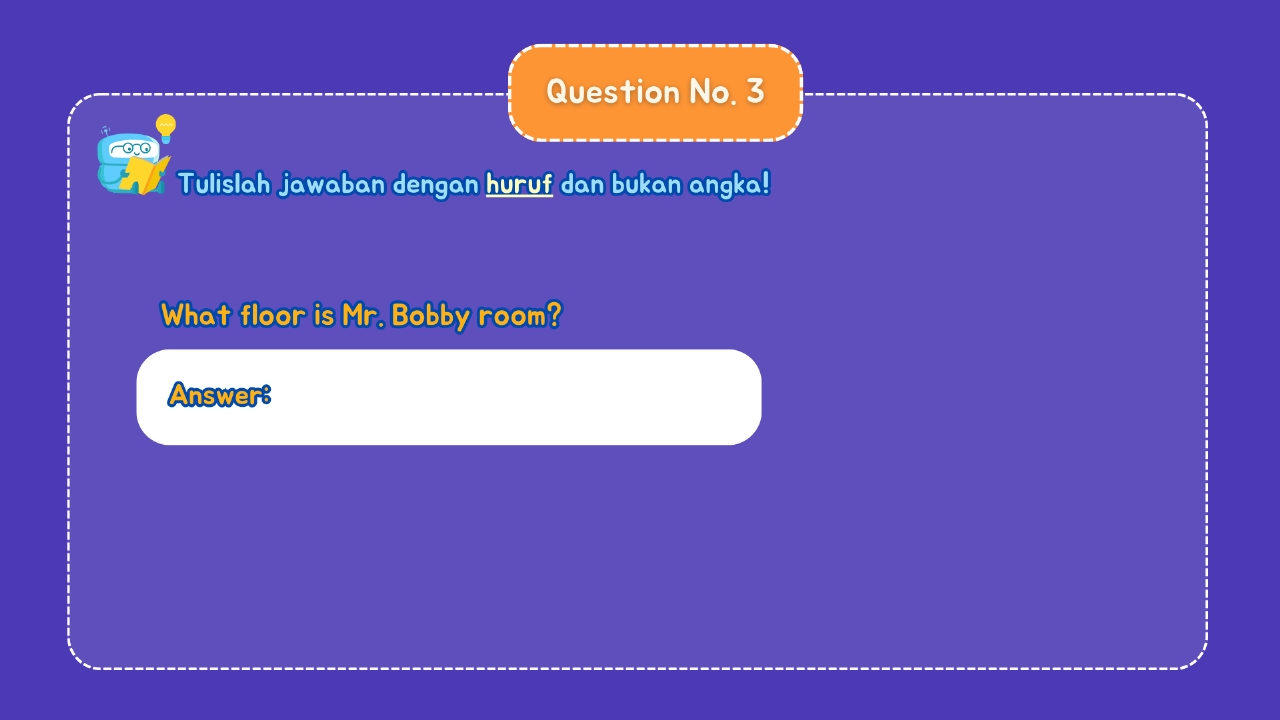 Question No. 3
Tulislah jawaban dengan huruf dan bukan angka!
What floor is Mr. Bobby room?
Answer: